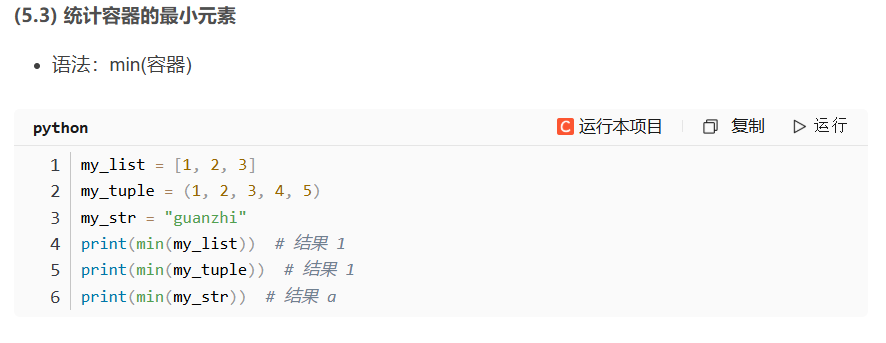 (5.3) 统计容器的最小元素
• 语法：min(容器)
python C 运行本项目 复制 运行
1 my_list = [1, 2, 3]
2 my_tuple = (1, 2, 3, 4, 5)
3 my_str = "guanzhi"
4 print(min(my_list))  # 结果 1
5 print(min(my_tuple))  # 结果 1
6 print(min(my_str))  # 结果 a